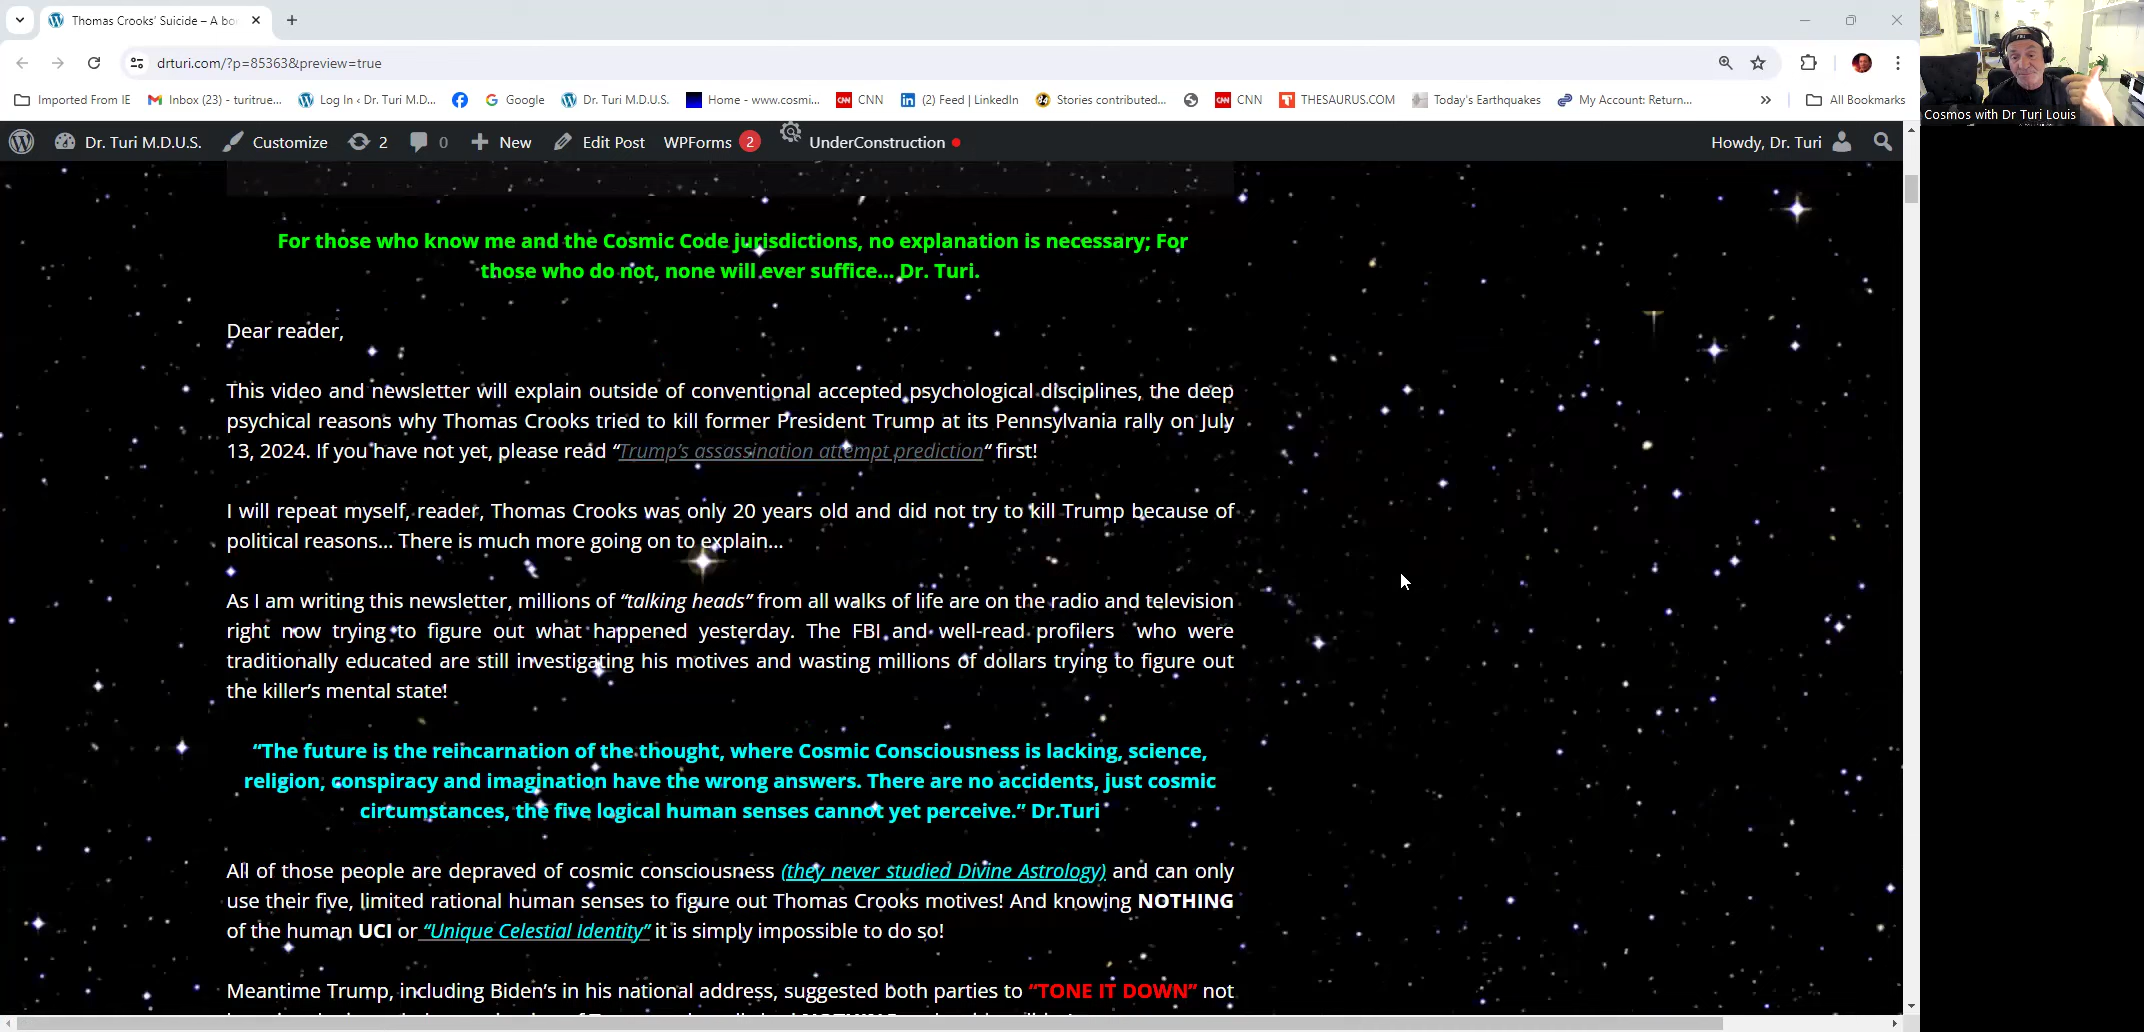 Thomas Crooks' Suicide – A bo
drturi.com/?p=85363&preview=true
Imported From IE
Inbox (23) - turitrue...
Log In ‹ Dr. Turi M.D...
Google
Dr. Turi M.D.U.S.
Home - www.cosmi...
CNN
(2) Feed | LinkedIn
Stories contributed...
CNN
THESAURUS.COM
Today's Earthquakes
My Account: Return...
All Bookmarks
Cosmos with Dr Turi Louis
Dr. Turi M.D.U.S.
Customize
2
0
New
Edit Post
WPForms 2
UnderConstruction
Howdy, Dr. Turi
For those who know me and the Cosmic Code jurisdictions, no explanation is necessary; For
those who do not, none will ever suffice... Dr. Turi.
Dear reader,
This video and newsletter will explain outside of conventional accepted psychological disciplines, the deep
psychical reasons why Thomas Crooks tried to kill former President Trump at its Pennsylvania rally on July
13, 2024. If you have not yet, please read “Trump's assassination attempt prediction“ first!
I will repeat myself, reader, Thomas Crooks was only 20 years old and did not try to kill Trump because of
political reasons... There is much more going on to explain...
As I am writing this newsletter, millions of “talking heads” from all walks of life are on the radio and television
right now trying to figure out what happened yesterday. The FBI and well-read profilers who were
traditionally educated are still investigating his motives and wasting millions of dollars trying to figure out
the killer's mental state!
“The future is the reincarnation of the thought, where Cosmic Consciousness is lacking, science,
religion, conspiracy and imagination have the wrong answers. There are no accidents, just cosmic
circumstances, the five logical human senses cannot yet perceive.” Dr.Turi
All of those people are depraved of cosmic consciousness (they never studied Divine Astrology) and can only
use their five, limited rational human senses to figure out Thomas Crooks motives! And knowing NOTHING
of the human UCI or “Unique Celestial Identity” it is simply impossible to do so!
Meantime Trump, including Biden's in his national address, suggested both parties to “TONE IT DOWN” not